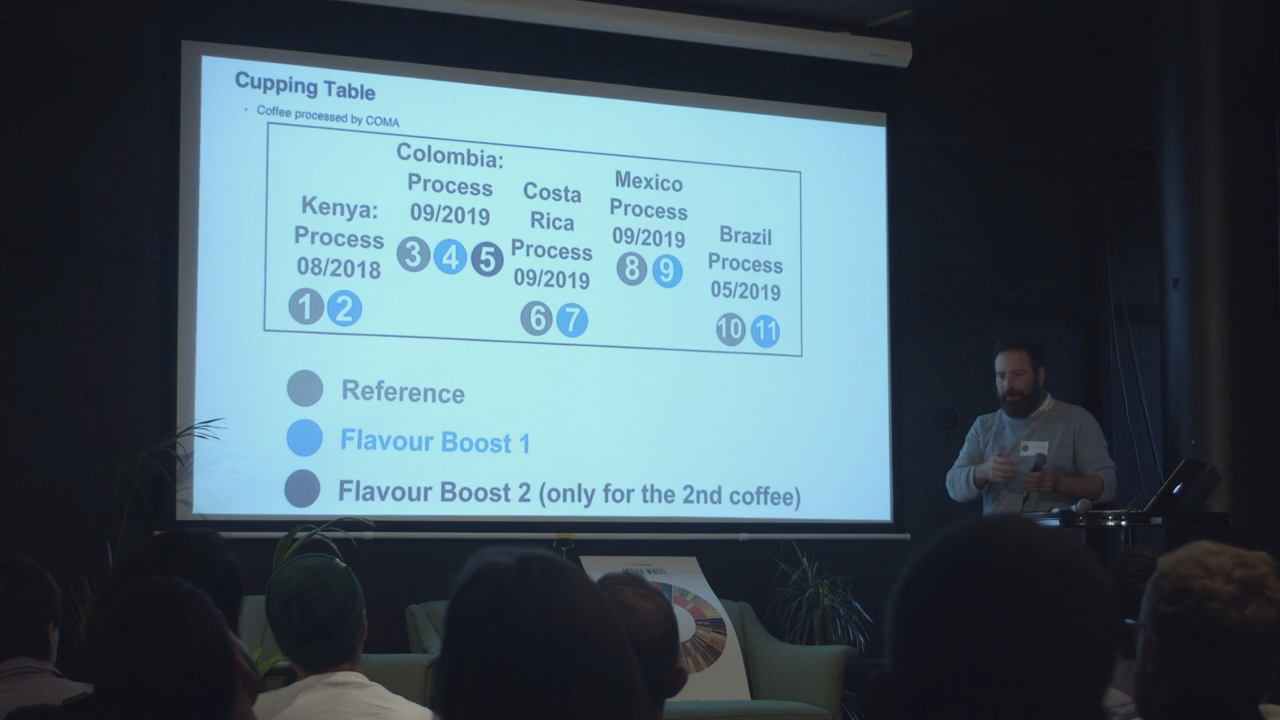 Cupping Table
· Coffee processed by COMA
Kenya:
Process
08/2018
1 2
Colombia:
Process
09/2019
3 4 5
Costa
Rica
Process
09/2019
6 7
Mexico
Process
09/2019
8 9
Brazil
Process
05/2019
10 11
Reference
Flavour Boost 1
Flavour Boost 2 (only for the 2nd coffee)
WHEEL